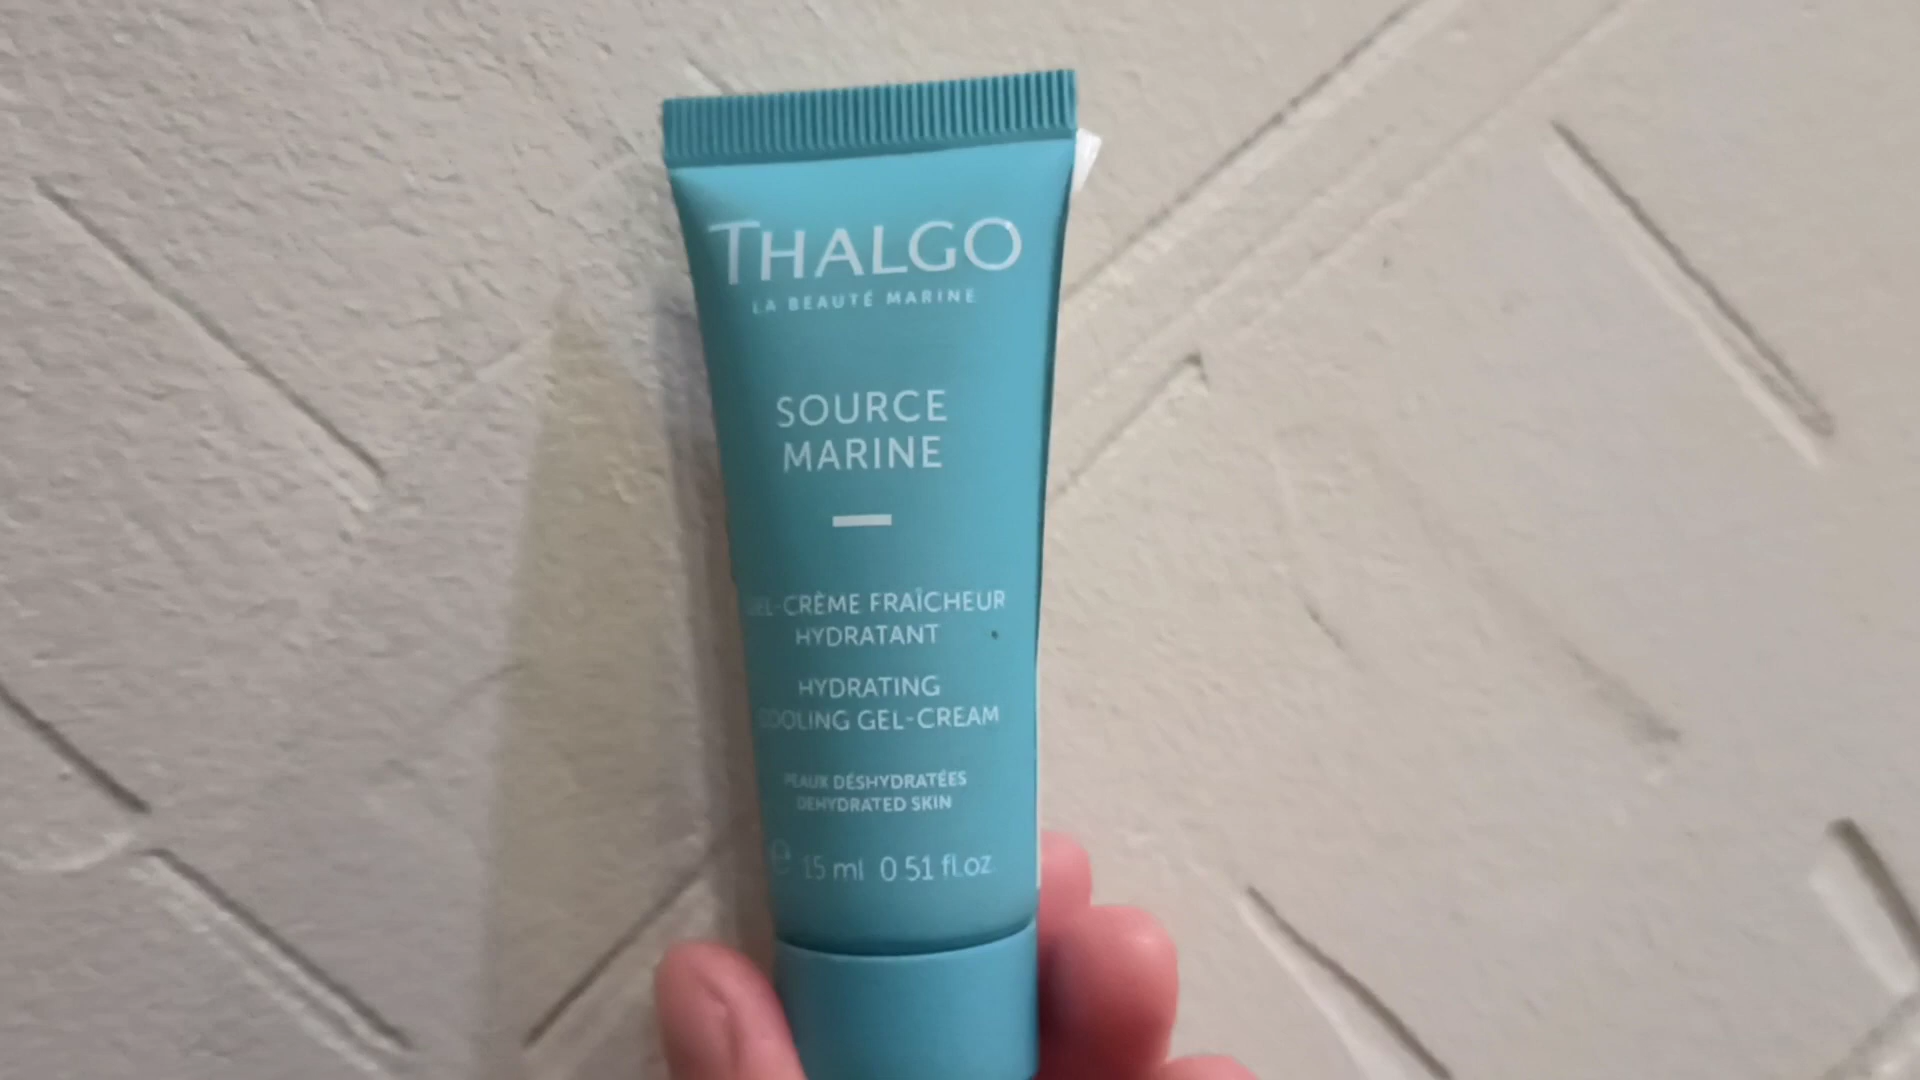 THALGO
LA BEAUTÉ MARINE
SOURCE
MARINE
GEL-CRÈME FRAÎCHEUR
HYDRATANT
HYDRATING
COOLING GEL-CREAM
PEAUX DÉSHYDRATÉES
DEHYDRATED SKIN
e 15 ml 0.51 fl.oz.